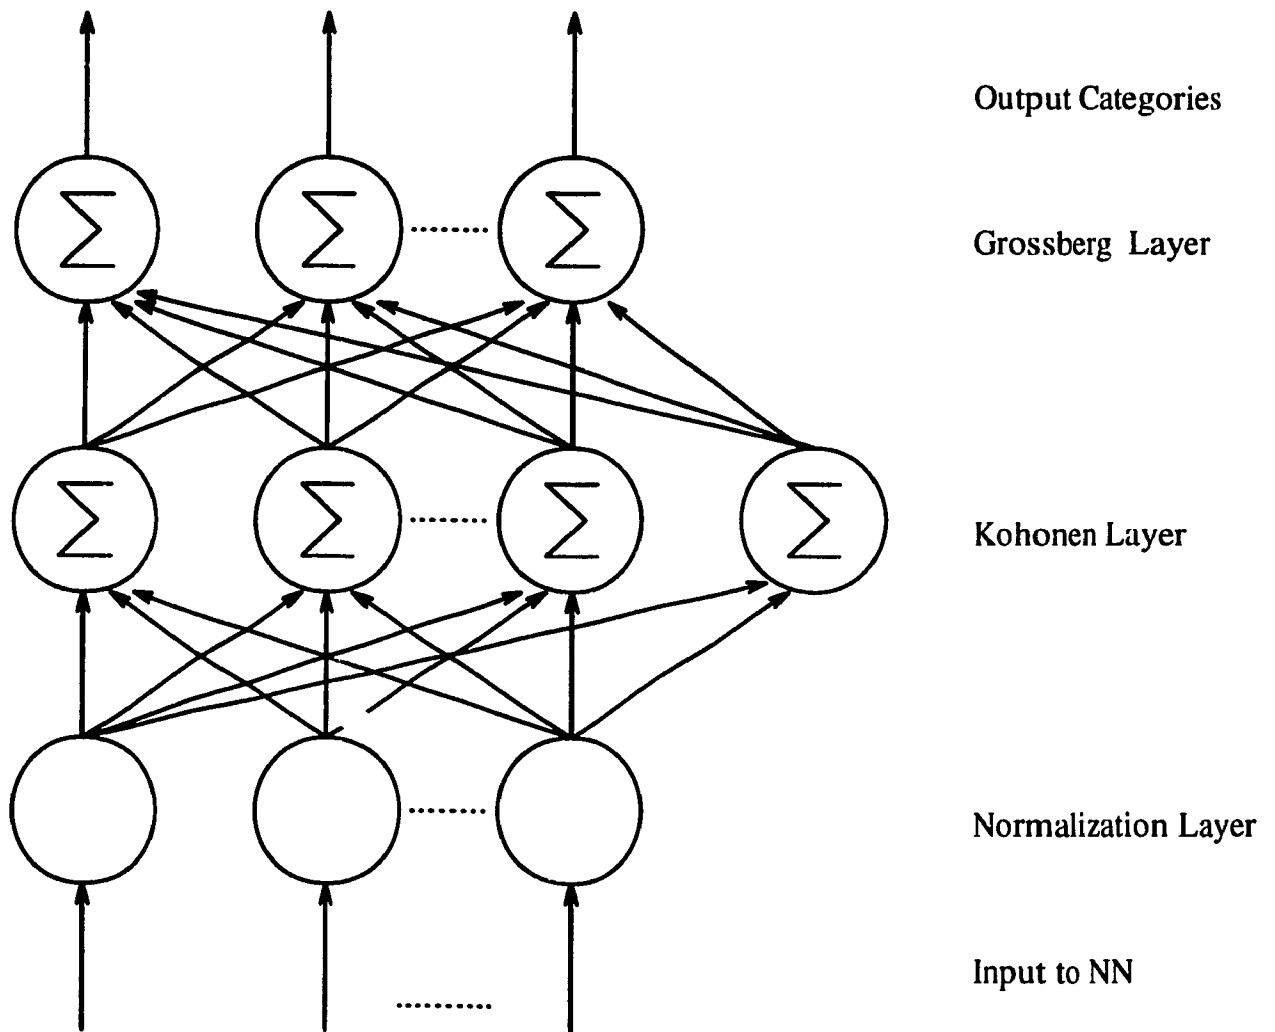 Output Categories
Σ Σ Σ
Grossberg Layer
Σ Σ Σ Σ
Kohonen Layer
Normalization Layer
Input to NN